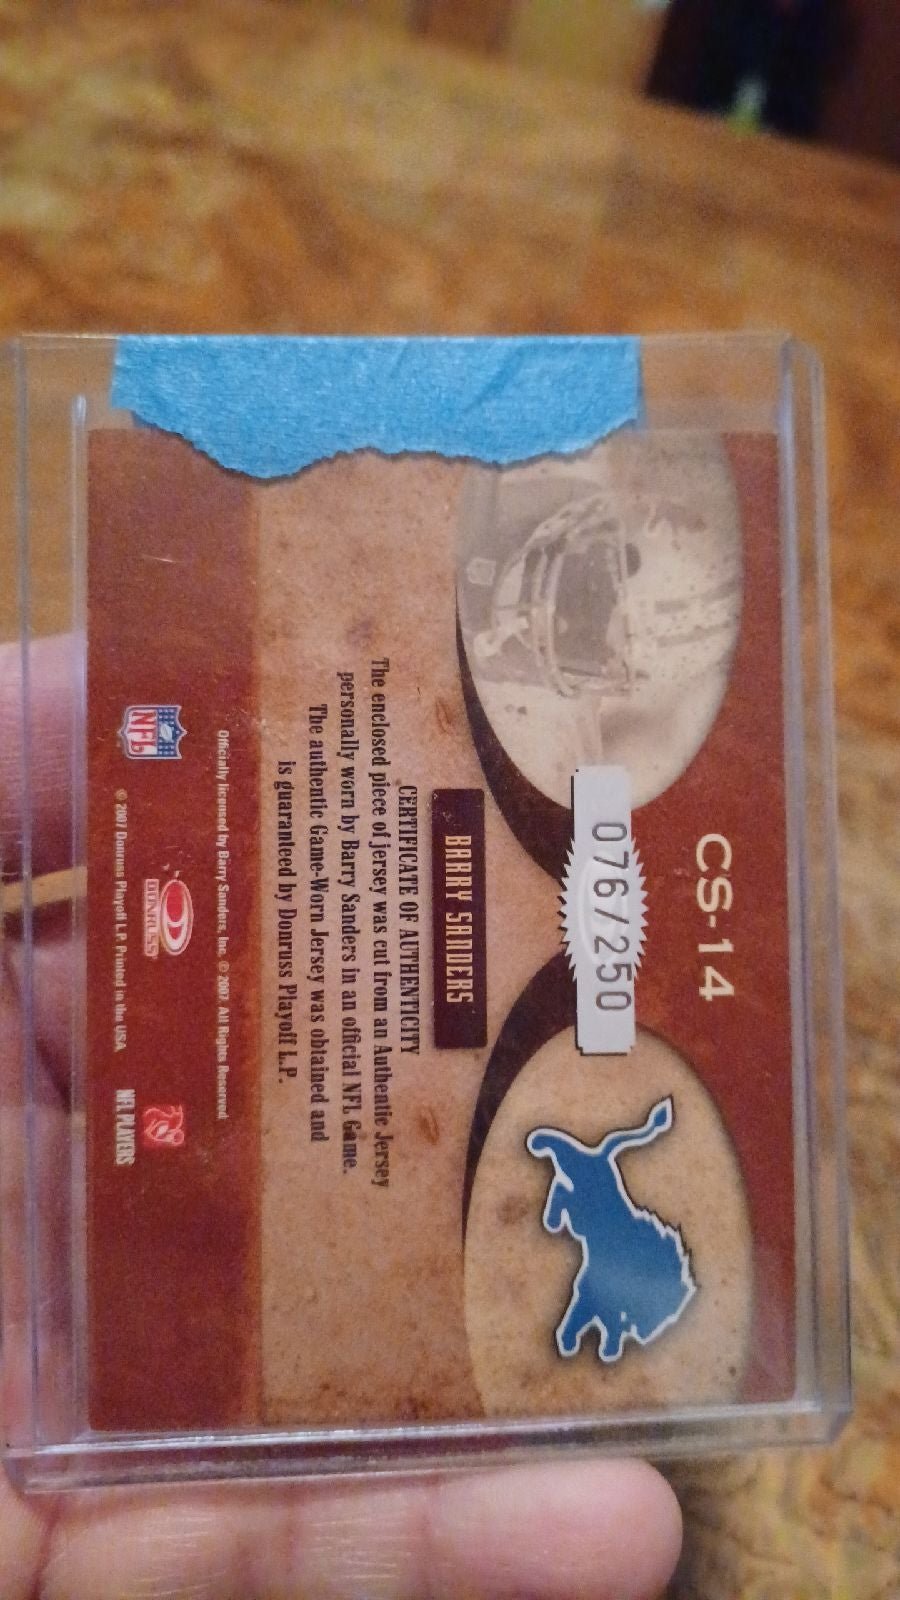 CS-14
076/250
BARRY SANDERS
CERTIFICATE OF AUTHENTICITY
The enclosed piece of jersey was cut from an Authentic Jersey
personally worn by Barry Sanders in an official NFL Game.
The authentic Game-Worn Jersey was obtained and
is guaranteed by Donruss Playoff L.P.
Officially licensed by Barry Sanders, Inc. © 2007. All Rights Reserved
NFL
DONRUSS
© 2007 Donruss Playoff L.P. Printed in the USA
NFL PLAYERS